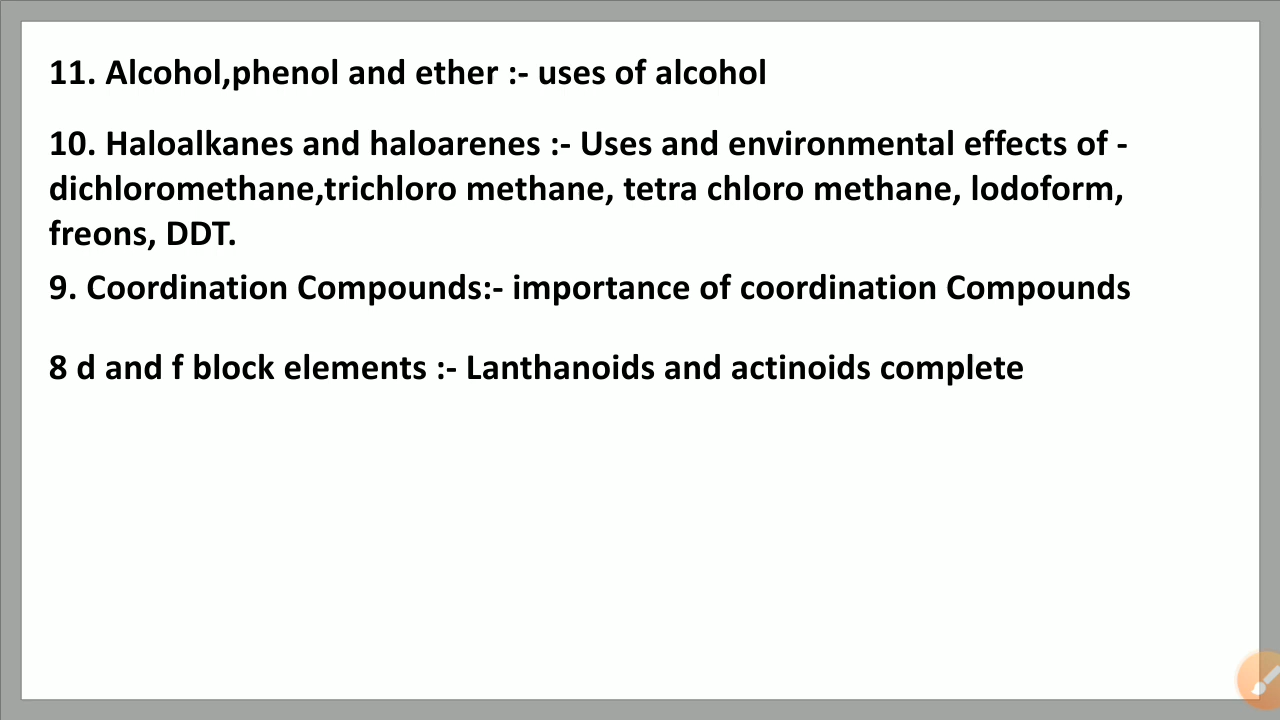 11. Alcohol,phenol and ether :- uses of alcohol
10. Haloalkanes and haloarenes :- Uses and environmental effects of -
dichloromethane,trichloro methane, tetra chloro methane, lodoform,
freons, DDT.
9. Coordination Compounds:- importance of coordination Compounds
8 d and f block elements :- Lanthanoids and actinoids complete